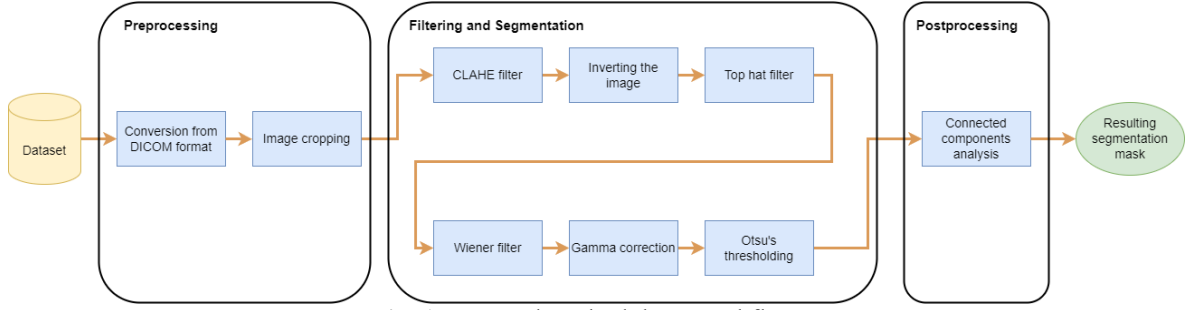 Preprocessing
Filtering and Segmentation
Postprocessing
Dataset
Conversion from
DICOM format
Image cropping
CLAHE filter
Inverting the
image
Top hat filter
Wiener filter
Gamma correction
Otsu's
thresholding
Connected
components
analysis
Resulting
segmentation
mask